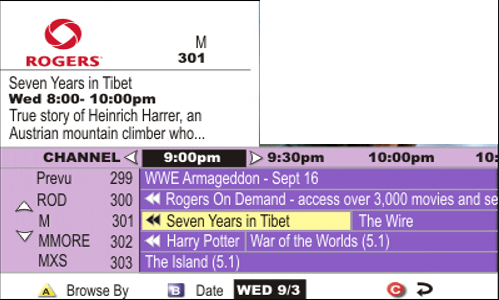 ROGERS
M
301
Seven Years in Tibet
Wed 8:00- 10:00pm
True story of Heinrich Harrer, an
Austrian mountain climber who...
CHANNEL 9:00pm 9:30pm 10:00pm 10:
Prevu 299 WWE Armageddon - Sept 16
ROD 300 Rogers On Demand - access over 3,000 movies and se
M 301 Seven Years in Tibet The Wire
MMORE 302 Harry Potter War of the Worlds (5.1)
MXS 303 The Island (5.1)
A Browse By B Date WED 9/3 C